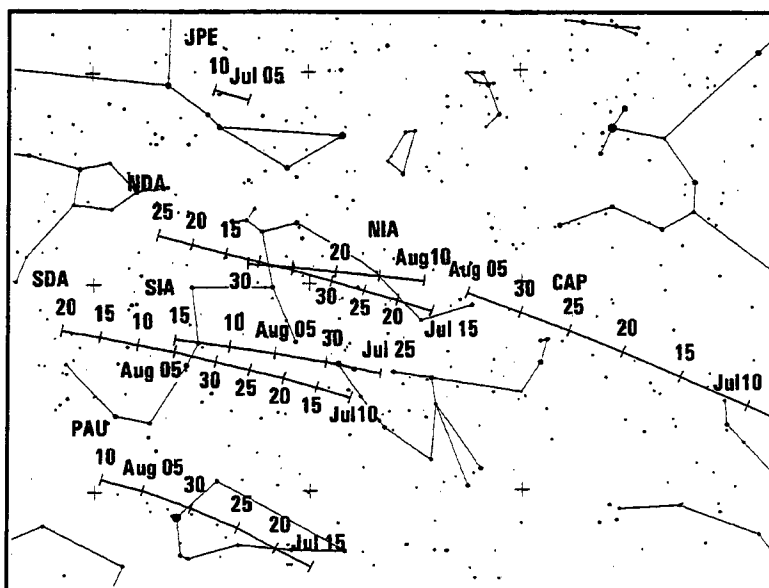 JPE
10 Jul 05
NDA
25 20 15
NIA
20 Aug 10
30
30 25 20 Jul 15
Aug 05
CAP
30 25 20 15 Jul 10
SDA
20 15 10 Aug 05 30 25 20 15 Jul 10
SIA
15 10 Aug 05 30 Jul 25
PAU
10 Aug 05 30 25 20 Jul 15